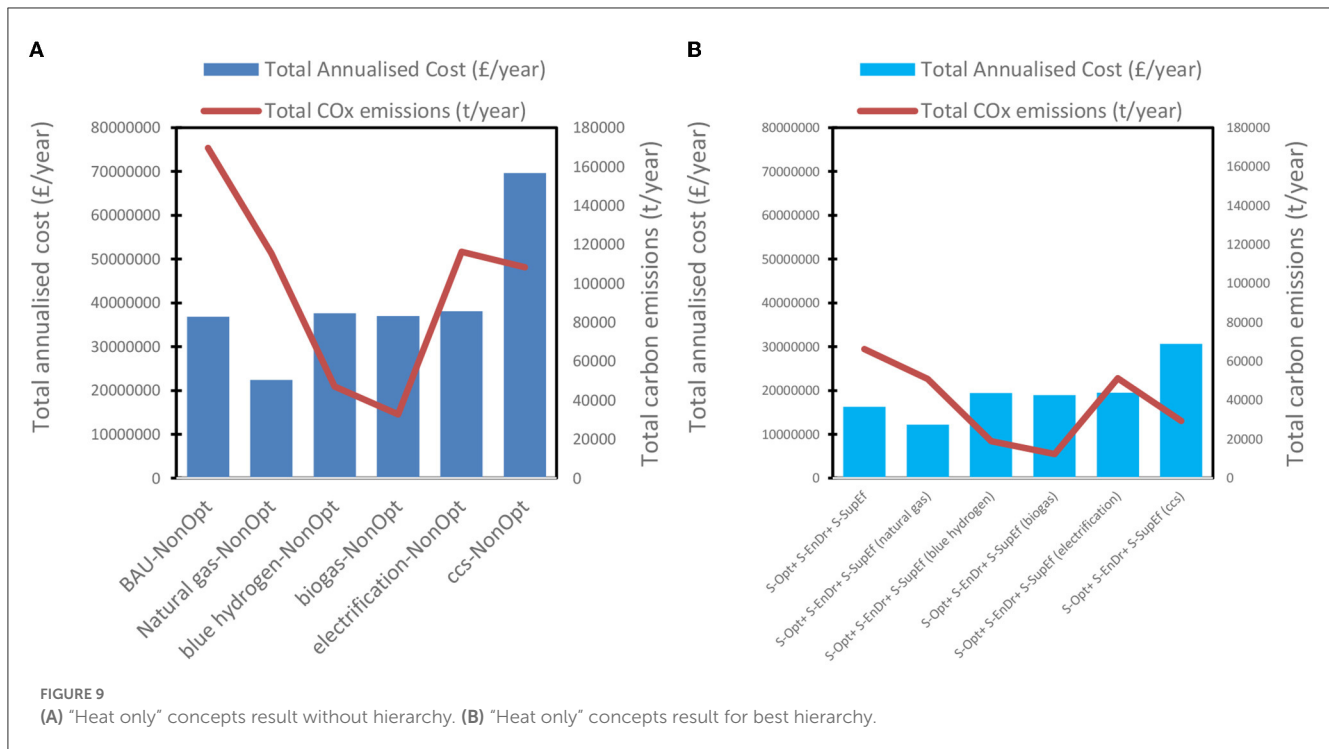 A
Total Annualised Cost (£/year)
Total COx emissions (t/year)
Total annualised cost (£/year)
80000000
70000000
60000000
50000000
40000000
30000000
20000000
10000000
0
180000
160000
140000
120000
100000
80000
60000
40000
20000
0
Total carbon emissions (t/year)
BAU-NonOpt
Natural gas-NonOpt
blue hydrogen-NonOpt
biogas-NonOpt
electrification-NonOpt
ccs-NonOpt
B
Total Annualised Cost (£/year)
Total COx emissions (t/year)
Total annualised cost (£/year)
80000000
70000000
60000000
50000000
40000000
30000000
20000000
10000000
0
180000
160000
140000
120000
100000
80000
60000
40000
20000
0
Total carbon emissions (t/year)
S-Opt+ S-EnDr+ S-SupEf
S-Opt+ S-EnDr+ S-SupEf (natural gas)
S-Opt+ S-EnDr+ S-SupEf (blue hydrogen)
S-Opt+ S-EnDr+ S-SupEf (biogas)
S-Opt+ S-EnDr+ S-SupEf (electrification)
S-Opt+ S-EnDr+ S-SupEf (ccs)
FIGURE 9
(A) "Heat only" concepts result without hierarchy. (B) "Heat only" concepts result for best hierarchy.